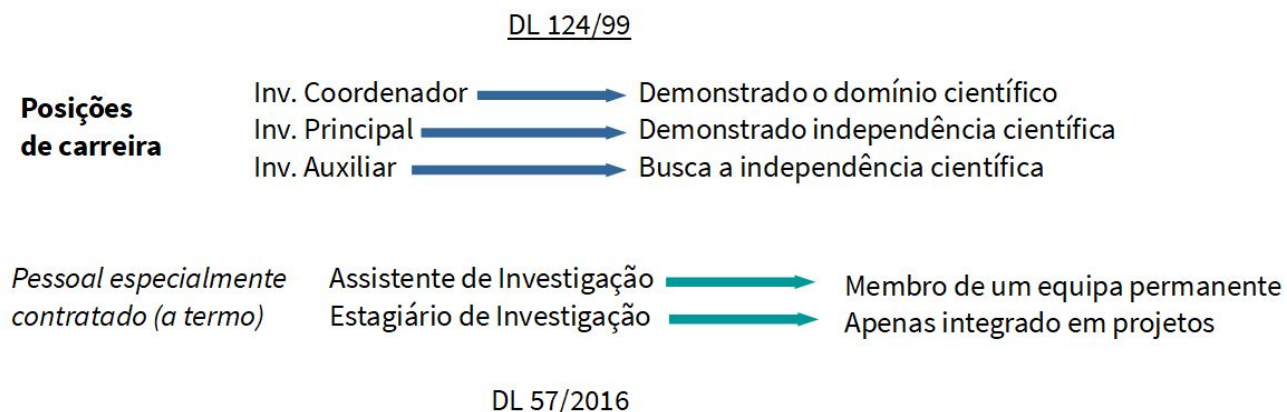 DL 124/99
Posições
de carreira
Inv. Coordenador
Demonstrado o domínio científico
Inv. Principal
Demonstrado independência científica
Inv. Auxiliar
Busca a independência científica
Pessoal especialmente
contratado (a termo)
Assistente de Investigação
Membro de um equipa permanente
Estagiário de Investigação
Apenas integrado em projetos
DL 57/2016